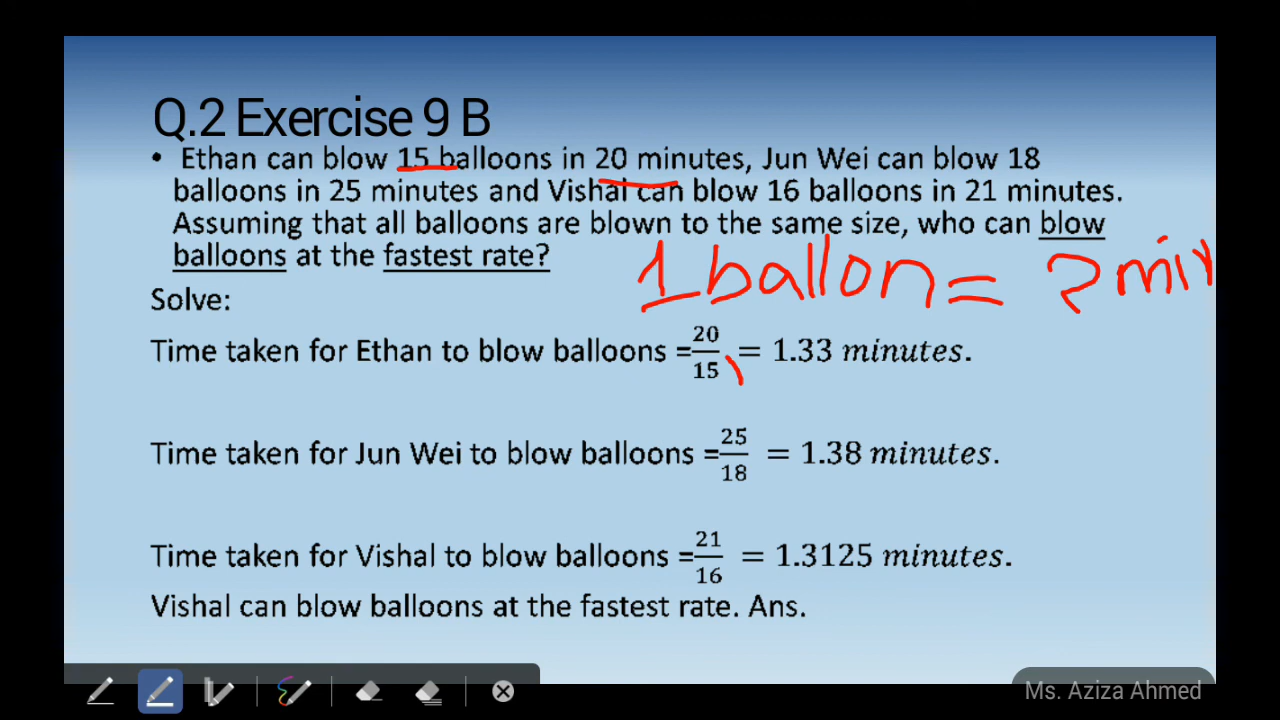 Q.2 Exercise 9 B
• Ethan can blow 15 balloons in 20 minutes, Jun Wei can blow 18
balloons in 25 minutes and Vishal can blow 16 balloons in 21 minutes.
Assuming that all balloons are blown to the same size, who can blow
balloons at the fastest rate?
1 ballon = ? min
Solve:
Time taken for Ethan to blow balloons =20/15 = 1.33 minutes.
Time taken for Jun Wei to blow balloons =25/18 = 1.38 minutes.
Time taken for Vishal to blow balloons =21/16 = 1.3125 minutes.
Vishal can blow balloons at the fastest rate. Ans.
Ms. Aziza Ahmed